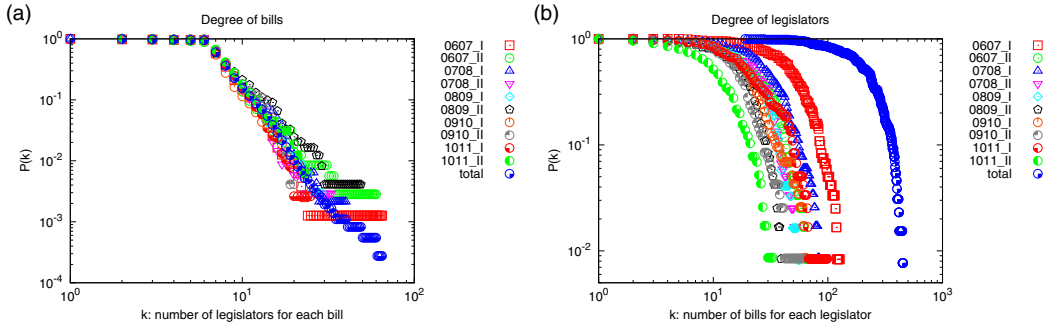 (a)
Degree of bills
P(k)
10^0
10^-1
10^-2
10^-3
10^-4
10^0
10^1
10^2
k: number of legislators for each bill
0607_I
0607_II
0708_I
0708_II
0809_I
0809_II
0910_I
0910_II
1011_I
1011_II
total
(b)
Degree of legislators
P(k)
10^0
10^-1
10^-2
10^0
10^1
10^2
10^3
k: number of bills for each legislator
0607_I
0607_II
0708_I
0708_II
0809_I
0809_II
0910_I
0910_II
1011_I
1011_II
total